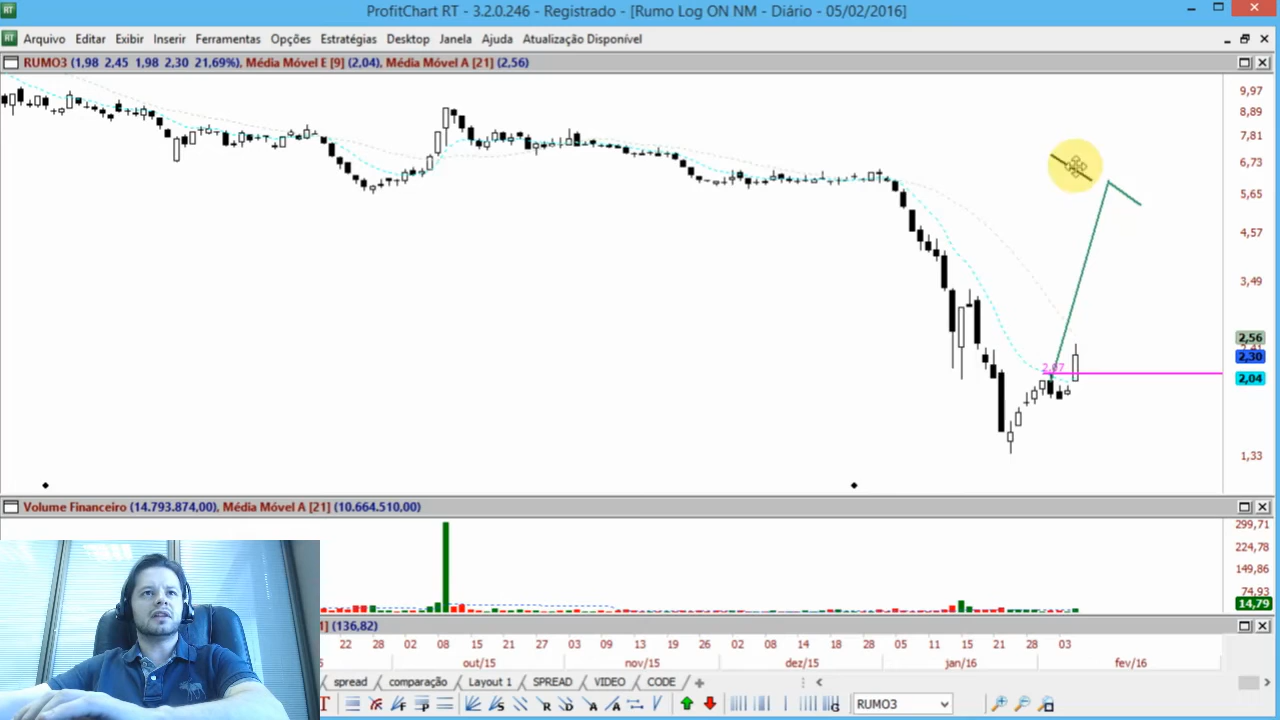 RT ProfitChart RT - 3.2.0.246 - Registrado - [Rumo Log ON NM - Diário - 05/02/2016]
RT Arquivo Editar Exibir Inserir Ferramentas Opções Estratégias Desktop Janela Ajuda Atualização Disponível
RUMO3 (1,98 2,45 1,98 2,30 21,69%), Média Móvel E [9] (2,04), Média Móvel A [21] (2,56)
9,97
8,89
7,81
6,73
5,65
4,57
3,49
2,56
2,30
2,07
2,04
1,33
Volume Financeiro (14.793.874,00), Média Móvel A [21] (10.664.510,00)
299,71
224,78
149,86
74,93
14,79
(136,82)
22 28 02 08 15 21 27 03 09 13 19 26 02 08 14 18 28 05 11 15 21 27 03
out/15 nov/15 dez/15 jan/16 fev/16
spread comparação Layout 1 SPREAD VIDEO CODE
RUMO3